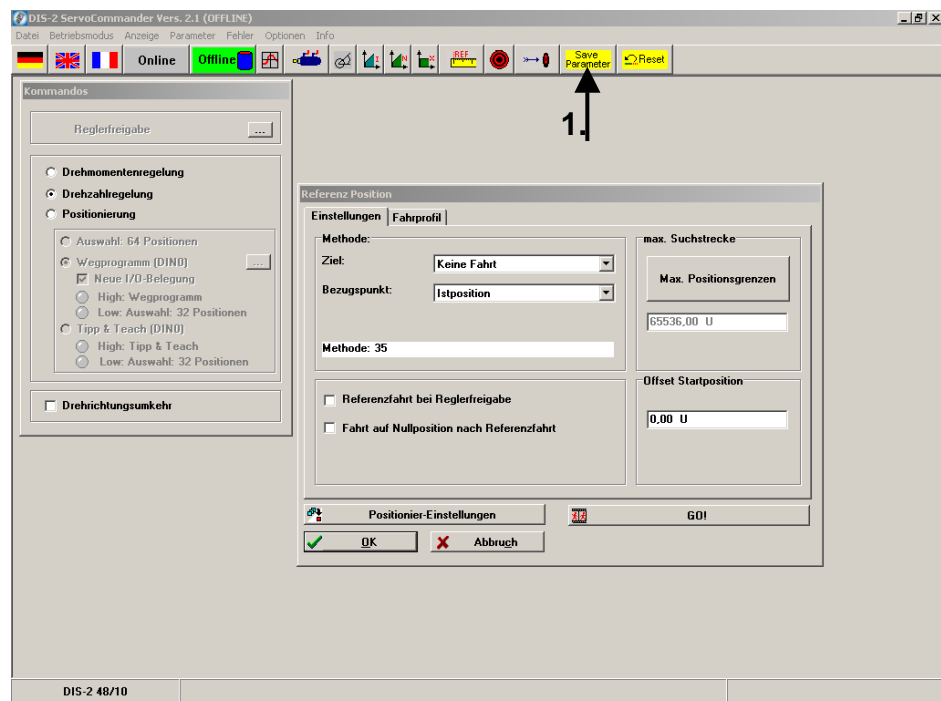 DIS-2 ServoCommander Vers. 2.1 (OFFLINE)
Datei Betriebsmodus Anzeige Parameter Fehler Optionen Info
Online Offline REF Save Parameter Reset
1.
Kommandos
Reglerfreigabe ...
Drehmomentenregelung
Drehzahlregelung
Positionierung
Auswahl: 64 Positionen
Wegprogramm (DIN0) ...
Neue I/O-Belegung
High: Wegprogramm
Low: Auswahl: 32 Positionen
Tipp & Teach (DIN0)
High: Tipp & Teach
Low: Auswahl: 32 Positionen
Drehrichtungsumkehr
Referenz Position
Einstellungen Fahrprofil
Methode:
Ziel: Keine Fahrt
Bezugspunkt: Istposition
Methode: 35
max. Suchstrecke
Max. Positionsgrenzen
65536,00 U
Referenzfahrt bei Reglerfreigabe
Fahrt auf Nullposition nach Referenzfahrt
Offset Startposition
0,00 U
Positionier-Einstellungen GO!
OK Abbruch
DIS-2 48/10